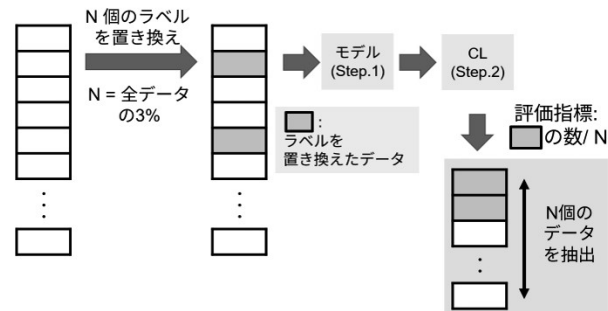 N 個のラベル
を置き換え
N = 全データ
の3%
モデル
(Step.1)
CL
(Step.2)
:
ラベルを
置き換えたデータ
評価指標:
の数/ N
N個の
データ
を抽出